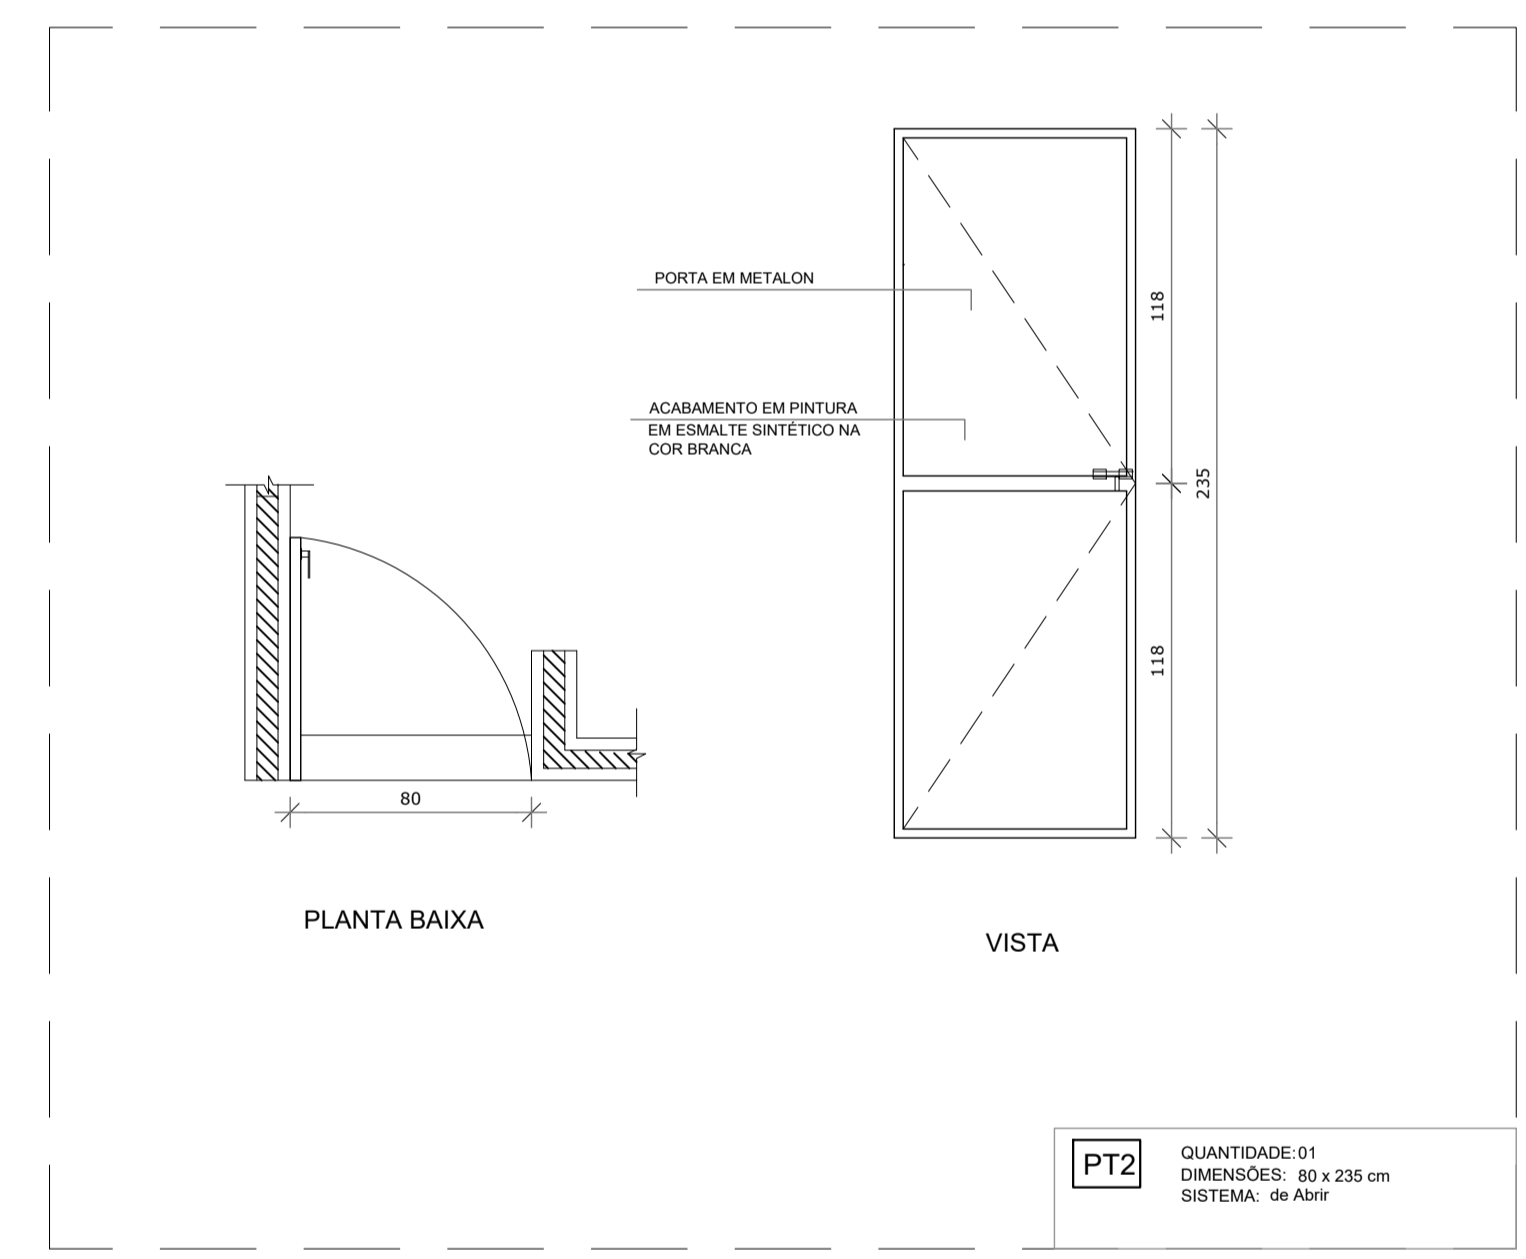 PORTA EM METALON
ACABAMENTO EM PINTURA
EM ESMALTE SINTÉTICO NA
COR BRANCA
118
235
118
80
PLANTA BAIXA
VISTA
PT2
QUANTIDADE: 01
DIMENSÕES: 80 x 235 cm
SISTEMA: de Abrir